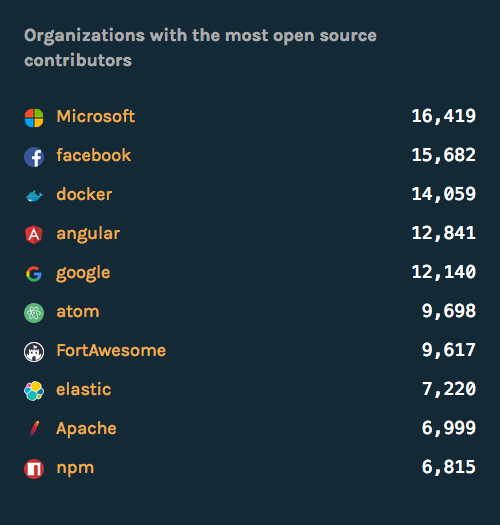 Organizations with the most open source
contributors
Microsoft 16,419
facebook 15,682
docker 14,059
angular 12,841
google 12,140
atom 9,698
FortAwesome 9,617
elastic 7,220
Apache 6,999
npm 6,815